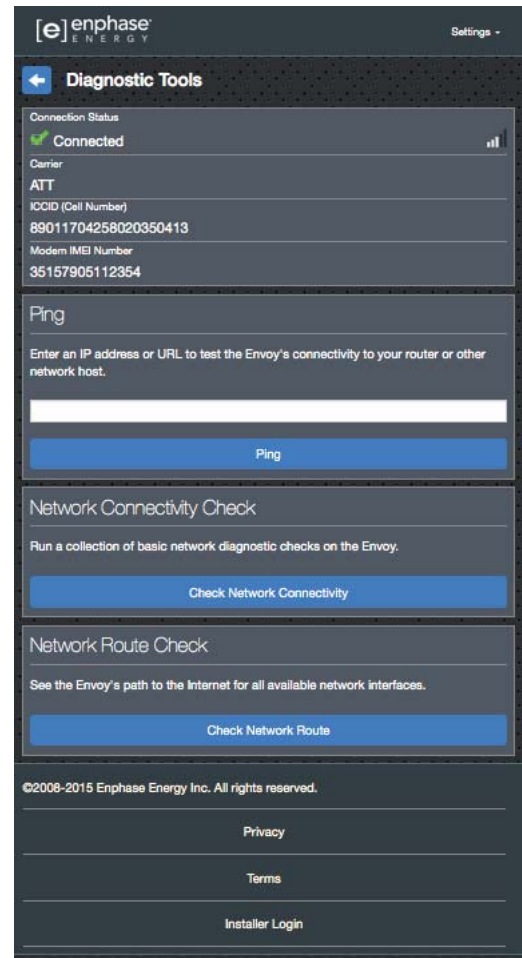 [e] enphase
ENERGY
Settings
Diagnostic Tools
Connection Status
Connected
Carrier
ATT
ICCID (Cell Number)
89011704258020350413
Modem IMEI Number
35157905112354
Ping
Enter an IP address or URL to test the Envoy's connectivity to your router or other
network host.
Ping
Network Connectivity Check
Run a collection of basic network diagnostic checks on the Envoy.
Check Network Connectivity
Network Route Check
See the Envoy's path to the Internet for all available network interfaces.
Check Network Route
©2008-2015 Enphase Energy Inc. All rights reserved.
Privacy
Terms
Installer Login